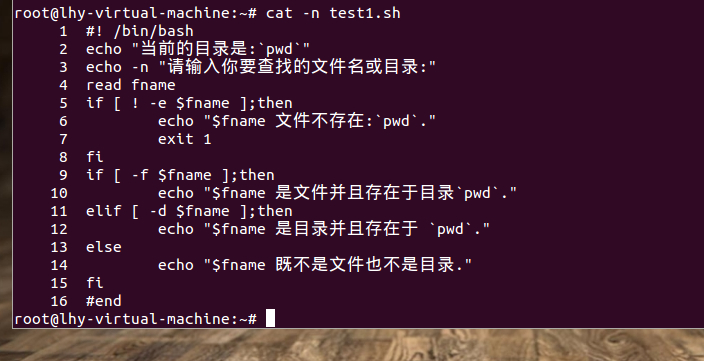 root@lhy-virtual-machine:~# cat -n test1.sh
1 #! /bin/bash
2 echo "当前的目录是:`pwd`"
3 echo -n "请输入你要查找的文件名或目录:"
4 read fname
5 if [ ! -e $fname ];then
6 echo "$fname 文件不存在:`pwd`."
7 exit 1
8 fi
9 if [ -f $fname ];then
10 echo "$fname 是文件并且存在于目录`pwd`."
11 elif [ -d $fname ];then
12 echo "$fname 是目录并且存在于 `pwd`."
13 else
14 echo "$fname 既不是文件也不是目录."
15 fi
16 #end
root@lhy-virtual-machine:~#